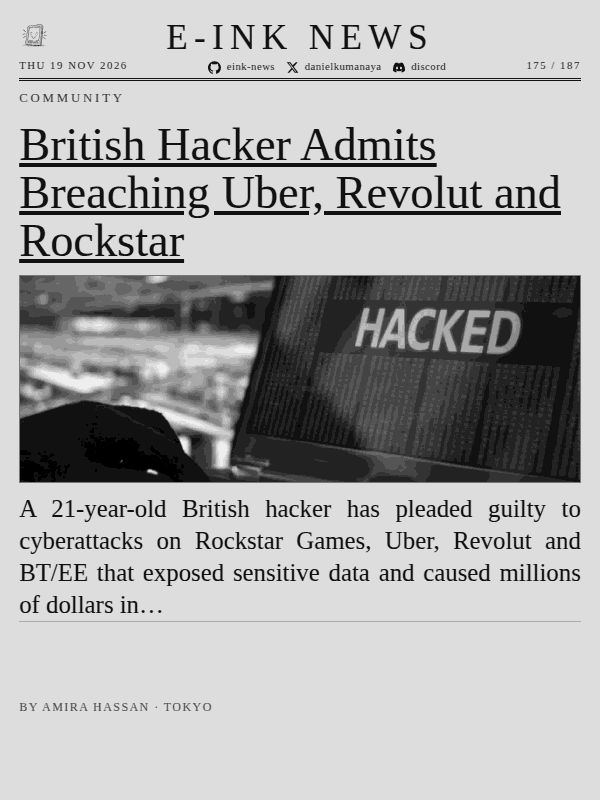 E-INK NEWS
THU 19 NOV 2026
eink-news
danielkumanaya
discord
175 / 187
COMMUNITY
British Hacker Admits
Breaching Uber, Revolut and
Rockstar
HACKED
A 21-year-old British hacker has pleaded guilty to
cyberattacks on Rockstar Games, Uber, Revolut and
BT/EE that exposed sensitive data and caused millions
of dollars in…
BY AMIRA HASSAN · TOKYO